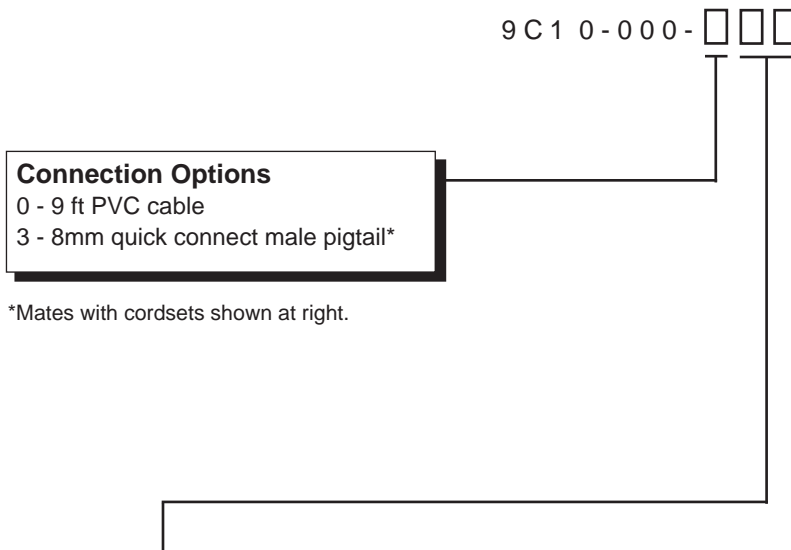 9C10-000-
Connection Options
0 - 9 ft PVC cable
3 - 8mm quick connect male pigtail*
*Mates with cordsets shown at right.